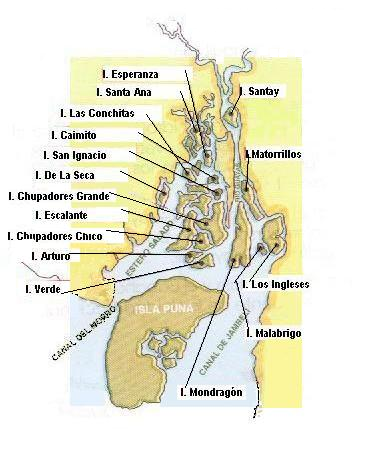 I. Esperanza
I. Santa Ana
I. Santay
I. Las Conchitas
I. Caimito
I. San Ignacio
I.Matorrillos
I. De La Seca
I. Chupadores Grande
I. Escalante
I. Chupadores Chico
I. Arturo
I. Verde
I. Los Ingleses
ESTERO SALADO
ISLA PUNA
CANAL DEL MORRO
CANAL DE JAMBELI
I. Malabrigo
I. Mondragón